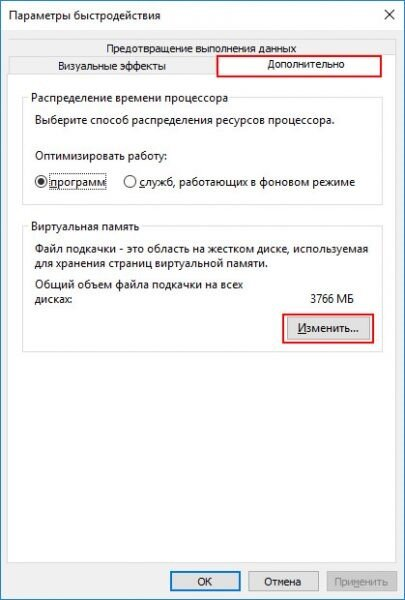 Параметры быстродействия
Предотвращение выполнения данных
Визуальные эффекты
Дополнительно
Распределение времени процессора
Выберите способ распределения ресурсов процессора.
Оптимизировать работу:
программ
служб, работающих в фоновом режиме
Виртуальная память
Файл подкачки - это область на жестком диске, используемая
для хранения страниц виртуальной памяти.
Общий объем файла подкачки на всех
дисках:
3766 МБ
Изменить...
ОК
Отмена
Применить